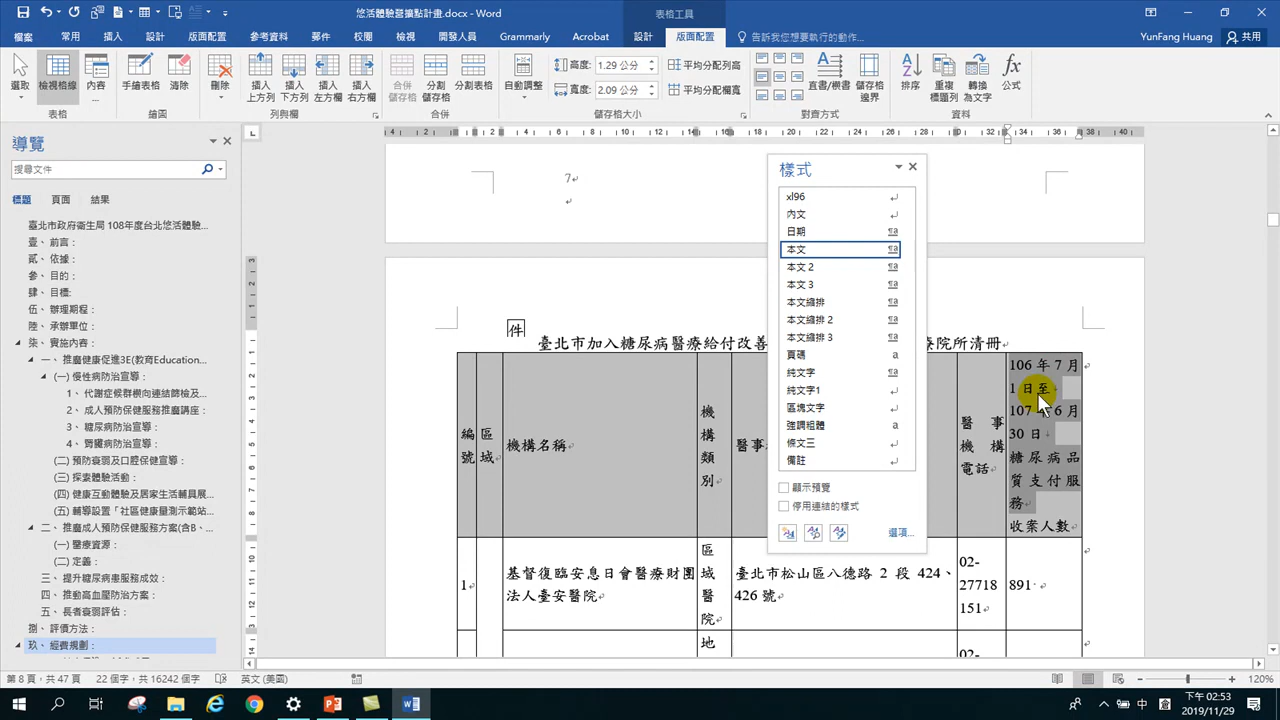 悠活體驗營擴點計畫.docx - Word
表格工具
檔案 常用 插入 設計 版面配置 參考資料 郵件 校閱 檢視 開發人員 Grammarly Acrobat 設計 版面配置 告訴我您想要執行的動作...
YunFang Huang 共用
選取 檢視格線 內容... 手繪表格 清除 刪除 插入上方列 插入下方列 插入左方欄 插入右方欄 合併儲存格 分割儲存格 分割表格 自動調整
高度: 1.29 公分 平均分配列高
寬度: 2.09 公分 平均分配欄寬
直書/橫書 儲存格邊界 排序 重複標題列 轉換為文字 公式
表格 繪圖 列與欄 合併 儲存格大小 對齊方式 資料
導覽
搜尋文件
標題 頁面 結果
臺北市政府衛生局 108年度台北悠活體驗...
壹、 前言:
貳、 依據:
參、 目的:
肆、 目標:
伍、 辦理期程:
陸、 承辦單位:
柒、 實施內容:
一、 推廣健康促進3E(教育Education...
(一) 慢性病防治宣導:
1、 代謝症候群橫向連結篩檢及...
2、 成人預防保健服務推廣講座:
3、 糖尿病防治宣導:
4、 腎臟病防治宣導:
(二) 預防衰弱及口腔保健宣導:
(三) 探索體驗活動:
(四) 健康互動體驗及居家生活輔具展...
(五) 輔導設置「社區健康量測示範站...
二、 推廣成人預防保健服務方案(含B、...
(一) 醫療資源:
(二) 定義:
三、 提升糖尿病患服務成效:
四、 推動高血壓防治方案:
五、 長者衰弱評估:
捌、 評價方法:
玖、 經費規劃:
7
件
臺北市加入糖尿病醫療給付改善
療院所清冊
編號
區域
機構名稱
機構類別
醫事
醫事機構電話
106 年 7 月
1 日至
107 年 6 月
30 日
糖尿病品
質支付服
務
收案人數
1
基督復臨安息日會醫療財團
法人臺安醫院
區域醫院
臺北市松山區八德路 2 段 424、
426 號
02-
27718
151
891
地
02-
樣式
xl96
內文
日期
本文
本文 2
本文 3
本文縮排
本文縮排 2
本文縮排 3
頁碼
純文字
純文字1
區塊文字
強調粗體
條文三
備註
顯示預覽
停用連結的樣式
選項...
第 8 頁，共 47 頁 22 個字，共 16242 個字 英文 (美國)
120%
中
下午 02:53
2019/11/29